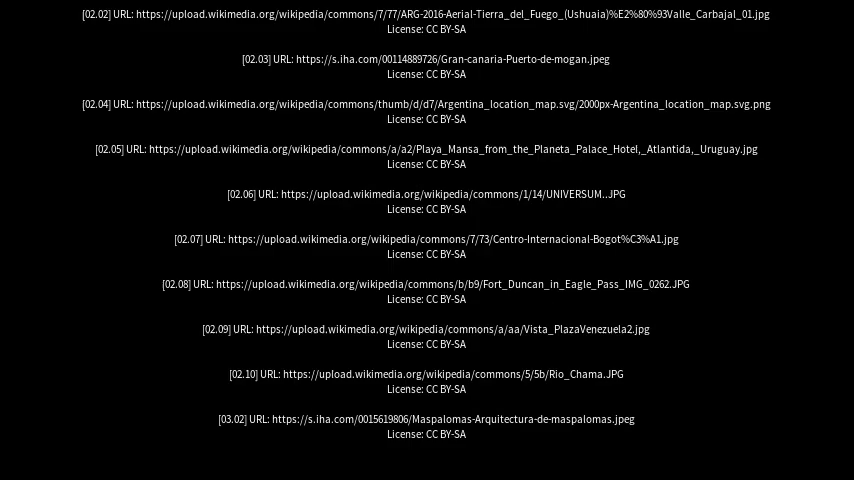 [02.02] URL: https://upload.wikimedia.org/wikipedia/commons/7/77/ARG-2016-Aerial-Tierra_del_Fuego_(Ushuaia)%E2%80%93Valle_Carbajal_01.jpg
License: CC BY-SA
[02.03] URL: https://s.iha.com/00114889726/Gran-canaria-Puerto-de-mogan.jpeg
License: CC BY-SA
[02.04] URL: https://upload.wikimedia.org/wikipedia/commons/thumb/d/d7/Argentina_location_map.svg/2000px-Argentina_location_map.svg.png
License: CC BY-SA
[02.05] URL: https://upload.wikimedia.org/wikipedia/commons/a/a2/Playa_Mansa_from_the_Planeta_Palace_Hotel,_Atlantida,_Uruguay.jpg
License: CC BY-SA
[02.06] URL: https://upload.wikimedia.org/wikipedia/commons/1/14/UNIVERSUM..JPG
License: CC BY-SA
[02.07] URL: https://upload.wikimedia.org/wikipedia/commons/7/73/Centro-Internacional-Bogot%C3%A1.jpg
License: CC BY-SA
[02.08] URL: https://upload.wikimedia.org/wikipedia/commons/b/b9/Fort_Duncan_in_Eagle_Pass_IMG_0262.JPG
License: CC BY-SA
[02.09] URL: https://upload.wikimedia.org/wikipedia/commons/a/aa/Vista_PlazaVenezuela2.jpg
License: CC BY-SA
[02.10] URL: https://upload.wikimedia.org/wikipedia/commons/5/5b/Rio_Chama.JPG
License: CC BY-SA
[03.02] URL: https://s.iha.com/0015619806/Maspalomas-Arquitectura-de-maspalomas.jpeg
License: CC BY-SA